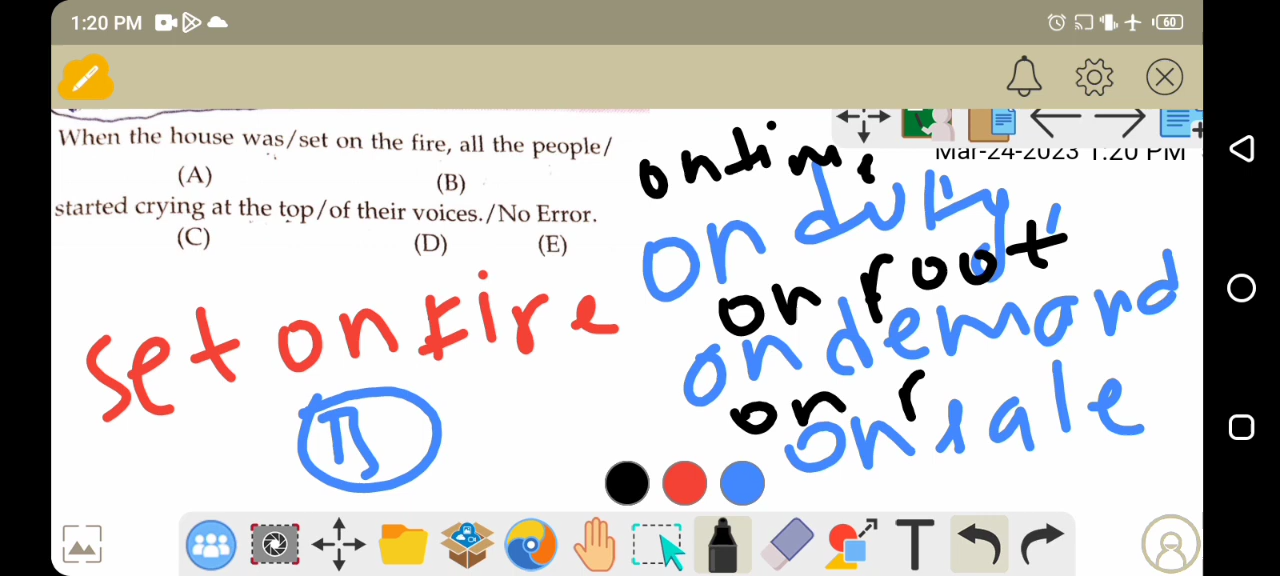 1:20 PM
60
When the house was/set on the fire, all the people/
(A) (B)
started crying at the top/of their voices./No Error.
(C) (D) (E)
Mar-24-2023 1:20 PM
on time
on duty
on foot
on demand
on r
on sale
set on fire
B
T